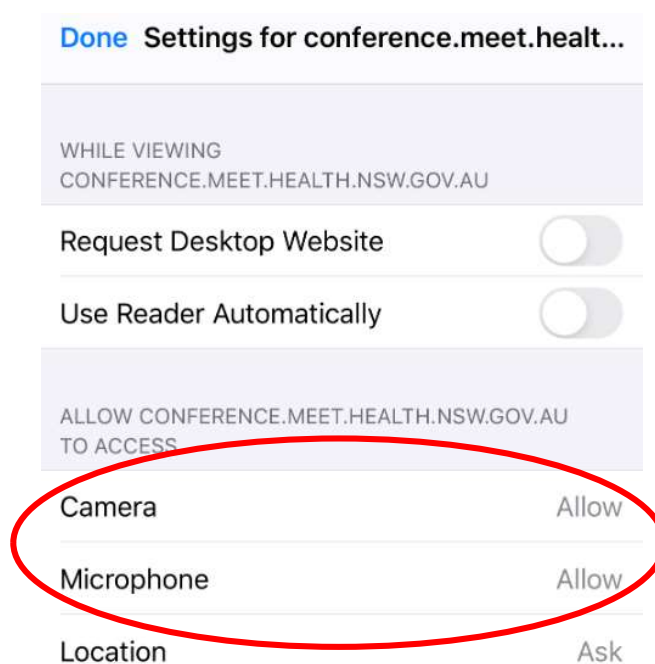 Done Settings for conference.meet.healt...
WHILE VIEWING
CONFERENCE.MEET.HEALTH.NSW.GOV.AU
Request Desktop Website
Use Reader Automatically
ALLOW CONFERENCE.MEET.HEALTH.NSW.GOV.AU
TO ACCESS
Camera Allow
Microphone Allow
Location Ask